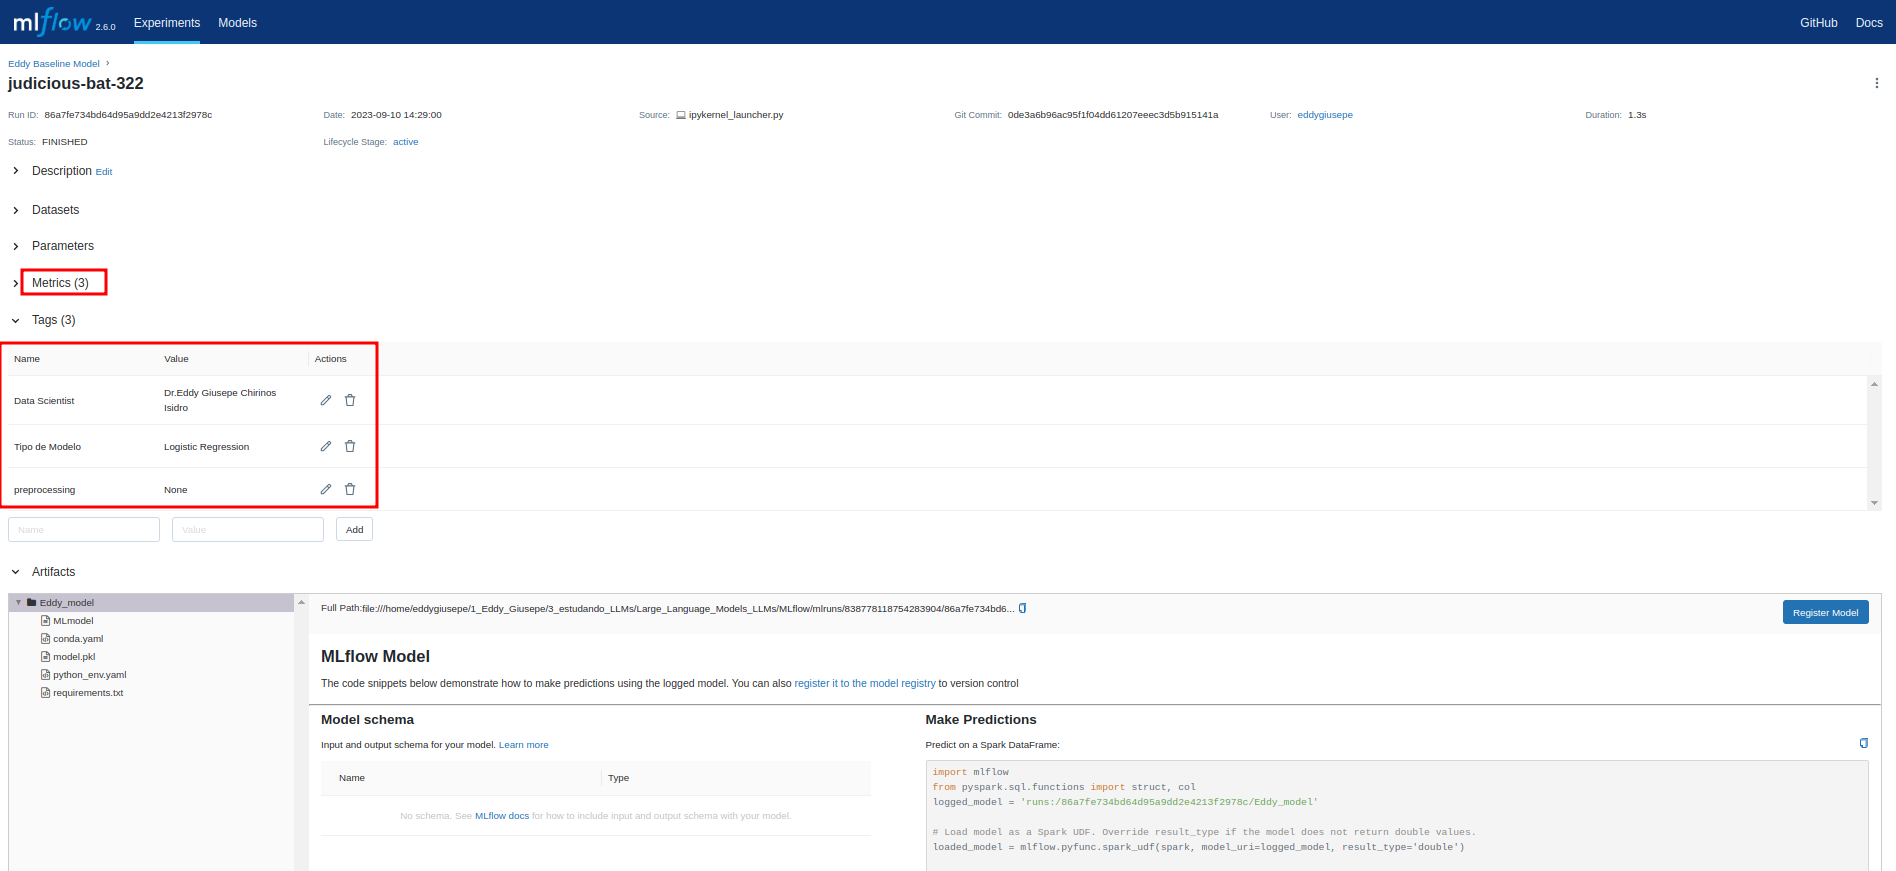 mlflow 2.6.0 Experiments Models GitHub Docs
Eddy Baseline Model ›
judicious-bat-322
Run ID: 86a7fe734bd64d95a9dd2e4213f2978c Date: 2023-09-10 14:29:00 Source: ipykernel_launcher.py Git Commit: 0de3a6b96ac95f1f04dd61207eeec3d5b915141a User: eddygiusepe Duration: 1.3s
Status: FINISHED Lifecycle Stage: active
Description Edit
Datasets
Parameters
Metrics (3)
Tags (3)
Name Value Actions
Data Scientist Dr.Eddy Giusepe Chirinos
Isidro
Tipo de Modelo Logistic Regression
preprocessing None
Name Value Add
Artifacts
Eddy_model
MLmodel
conda.yaml
model.pkl
python_env.yaml
requirements.txt
Full Path:file:///home/eddygiusepe/1_Eddy_Giusepe/3_estudando_LLMs/Large_Language_Models_LLMs/MLflow/mlruns/838778118754283904/86a7fe734bd6... Register Model
MLflow Model
The code snippets below demonstrate how to make predictions using the logged model. You can also register it to the model registry to version control
Model schema
Input and output schema for your model. Learn more
Name Type
No schema. See MLflow docs for how to include input and output schema with your model.
Make Predictions
Predict on a Spark DataFrame:
import mlflow
from pyspark.sql.functions import struct, col
logged_model = 'runs:/86a7fe734bd64d95a9dd2e4213f2978c/Eddy_model'
# Load model as a Spark UDF. Override result_type if the model does not return double values.
loaded_model = mlflow.pyfunc.spark_udf(spark, model_uri=logged_model, result_type='double')